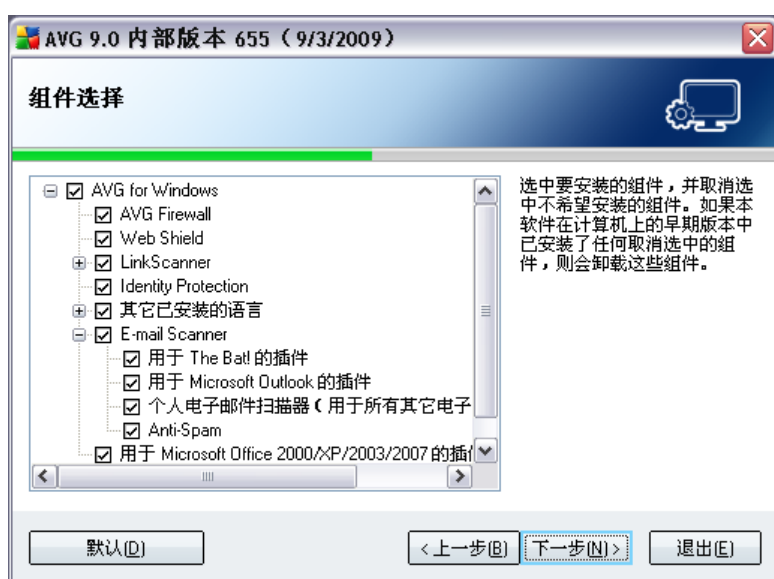 AVG 9.0 内部版本 655（9/3/2009）
组件选择
AVG for Windows
AVG Firewall
Web Shield
LinkScanner
Identity Protection
其它已安装的语言
E-mail Scanner
用于 The Bat! 的插件
用于 Microsoft Outlook 的插件
个人电子邮件扫描器（用于所有其它电子
Anti-Spam
用于 Microsoft Office 2000/XP/2003/2007 的插
选中要安装的组件，并取消选
中不希望安装的组件。如果本
软件在计算机上的早期版本中
已安装了任何取消选中的组
件，则会卸载这些组件。
默认(D)
<上一步(B)
下一步(N)>
退出(E)